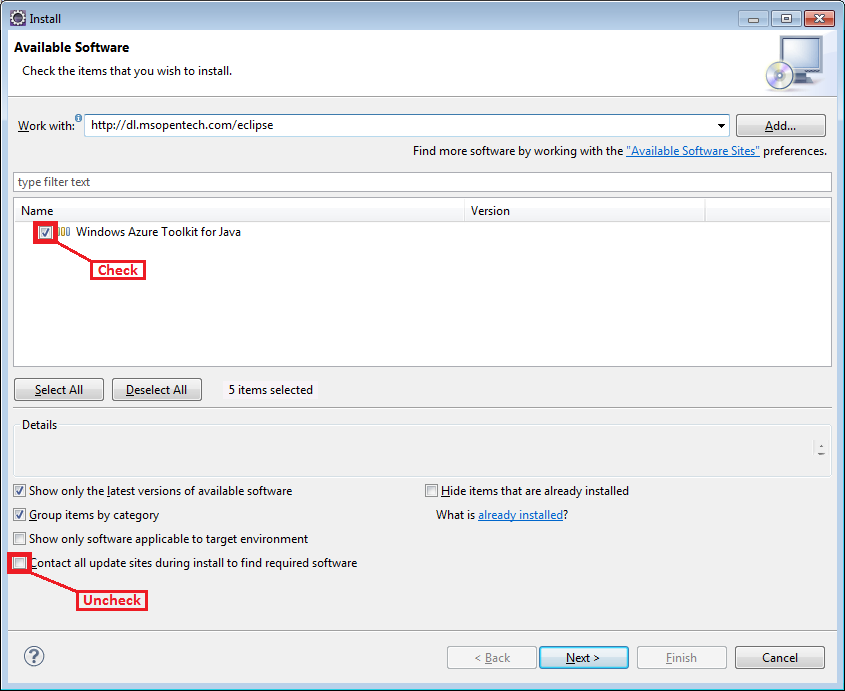 Install
Available Software
Check the items that you wish to install.
Work with: http://dl.msopentech.com/eclipse Add...
Find more software by working with the "Available Software Sites" preferences.
type filter text
Name Version
Windows Azure Toolkit for Java
Check
Select All Deselect All 5 items selected
Details
Show only the latest versions of available software Hide items that are already installed
Group items by category What is already installed?
Show only software applicable to target environment
Contact all update sites during install to find required software
Uncheck
? < Back Next > Finish Cancel